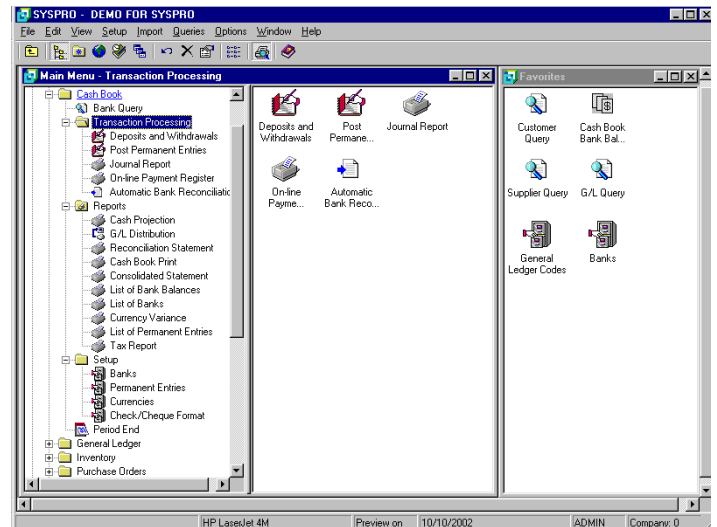 SYSPRO - DEMO FOR SYSPRO
File Edit View Setup Import Queries Options Window Help
Main Menu - Transaction Processing
Cash Book
Bank Query
Transaction Processing
Deposits and Withdrawals
Post Permanent Entries
Journal Report
On-line Payment Register
Automatic Bank Reconciliatic
Reports
Cash Projection
G/L Distribution
Reconciliation Statement
Cash Book Print
Consolidated Statement
List of Bank Balances
List of Banks
Currency Variance
List of Permanent Entries
Tax Report
Setup
Banks
Permanent Entries
Currencies
Check/Cheque Format
Period End
General Ledger
Inventory
Purchase Orders
Deposits and
Withdrawals
Post
Permane...
Journal Report
On-line
Payme...
Automatic
Bank Reco...
Favorites
Customer
Query
Cash Book
Bank Bal...
Supplier Query
G/L Query
General
Ledger Codes
Banks
HP LaserJet 4M
Preview on
10/10/2002
ADMIN
Company: 0